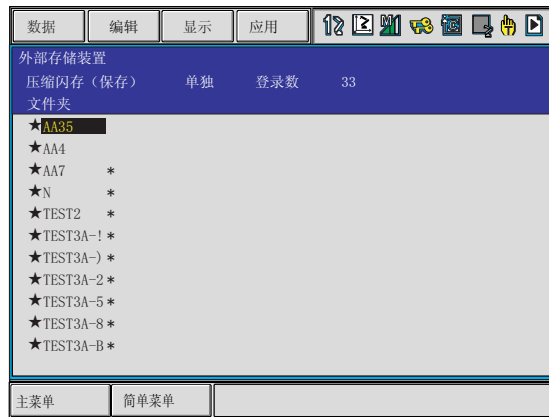 数据 编辑 显示 应用
外部存储装置
压缩闪存（保存） 单独 登录数 33
文件夹
★AA35
★AA4
★AA7 *
★N *
★TEST2 *
★TEST3A-! *
★TEST3A-) *
★TEST3A-2 *
★TEST3A-5 *
★TEST3A-8 *
★TEST3A-B *
主菜单 简单菜单